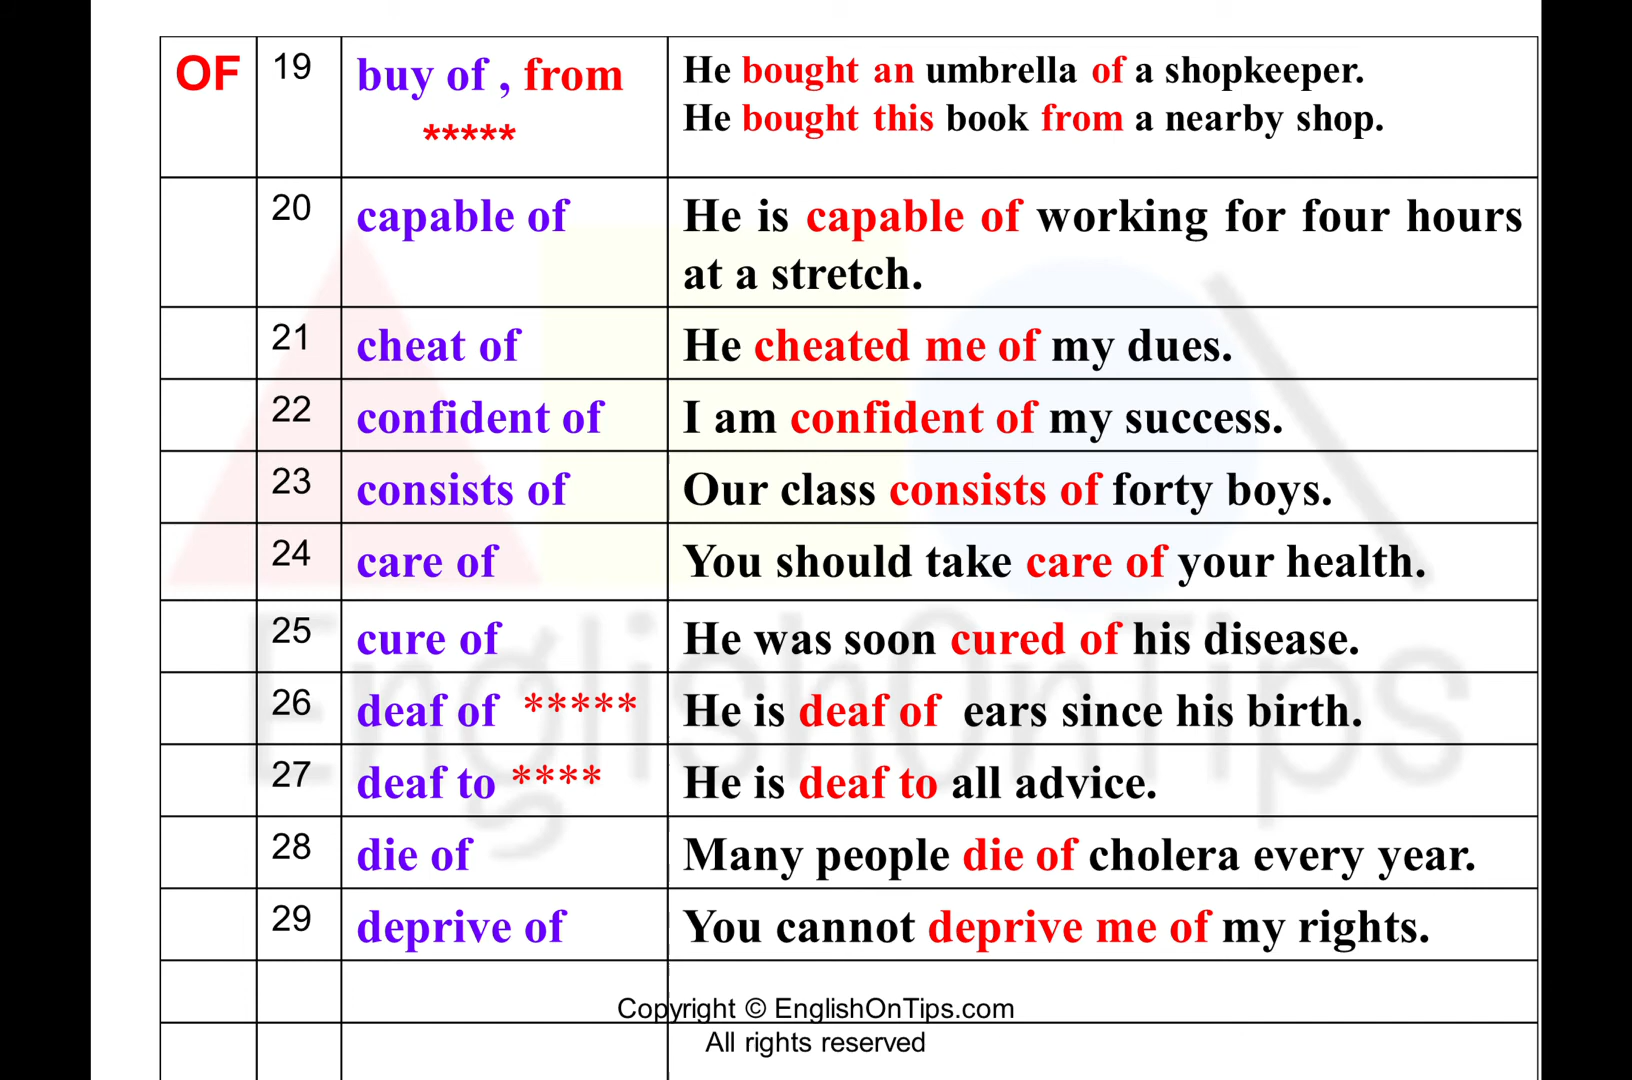 OF 19 buy of , from He bought an umbrella of a shopkeeper.
***** He bought this book from a nearby shop.
20 capable of He is capable of working for four hours
at a stretch.
21 cheat of He cheated me of my dues.
22 confident of I am confident of my success.
23 consists of Our class consists of forty boys.
24 care of You should take care of your health.
25 cure of He was soon cured of his disease.
26 deaf of ***** He is deaf of ears since his birth.
27 deaf to **** He is deaf to all advice.
28 die of Many people die of cholera every year.
29 deprive of You cannot deprive me of my rights.
EnglishOnTips
Copyright © EnglishOnTips.com
All rights reserved